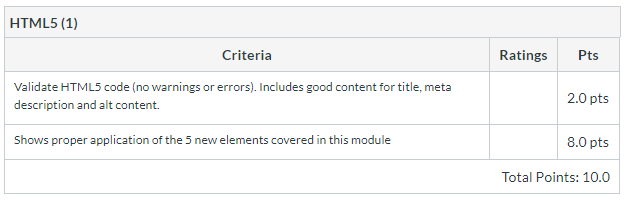 HTML5 (1)
Criteria Ratings Pts
Validate HTML5 code (no warnings or errors). Includes good content for title, meta
description and alt content.
2.0 pts
Shows proper application of the 5 new elements covered in this module 8.0 pts
Total Points: 10.0